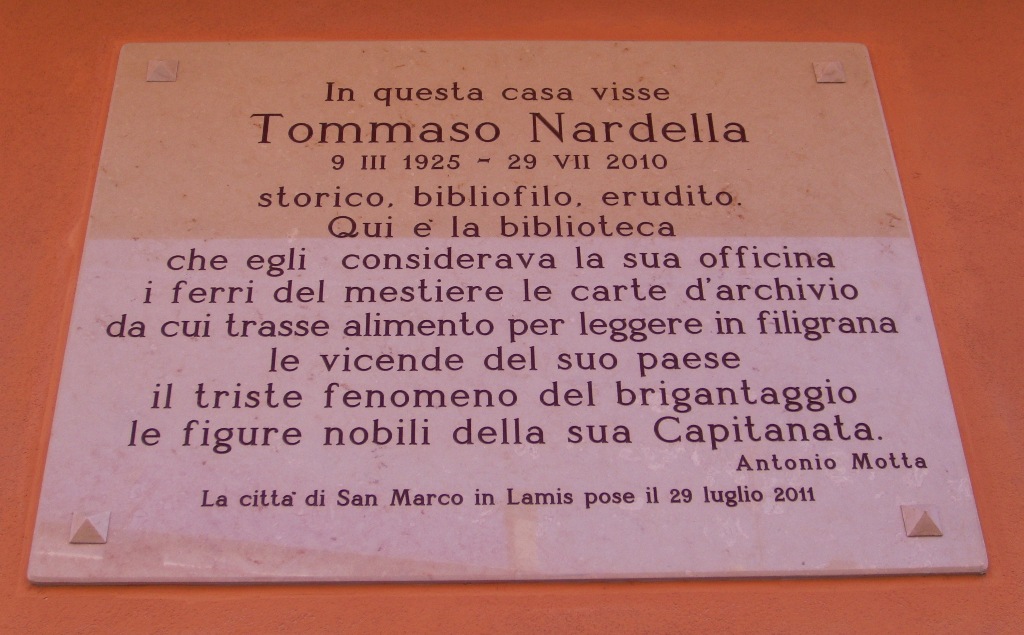 In questa casa visse
Tommaso Nardella
9 III 1925 - 29 VII 2010
storico, bibliofilo, erudito.
Qui è la biblioteca
che egli considerava la sua officina
i ferri del mestiere le carte d'archivio
da cui trasse alimento per leggere in filigrana
le vicende del suo paese
il triste fenomeno del brigantaggio
le figure nobili della sua Capitanata.
Antonio Motta
La città di San Marco in Lamis pose il 29 luglio 2011